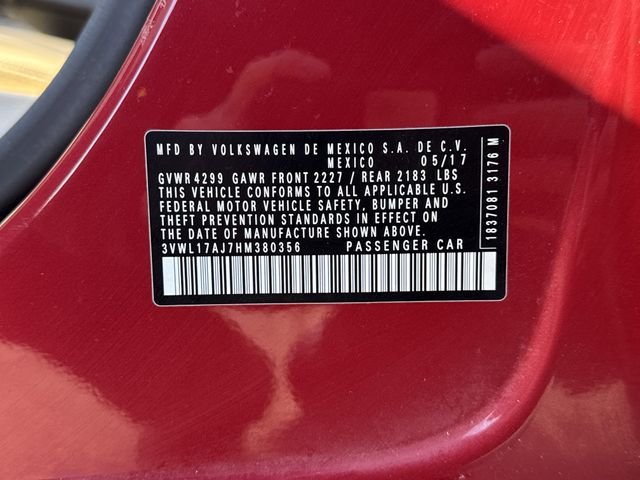 MFD BY VOLKSWAGEN DE MEXICO S.A. DE C.V.
MEXICO 05/17
GVWR 4299 GAWR FRONT 2227 / REAR 2183 LBS
THIS VEHICLE CONFORMS TO ALL APPLICABLE U.S.
FEDERAL MOTOR VEHICLE SAFETY, BUMPER AND
THEFT PREVENTION STANDARDS IN EFFECT ON
THE DATE OF MANUFACTURE SHOWN ABOVE.
3VWL17AJ7HM380356 PASSENGER CAR
1837081 3176 M